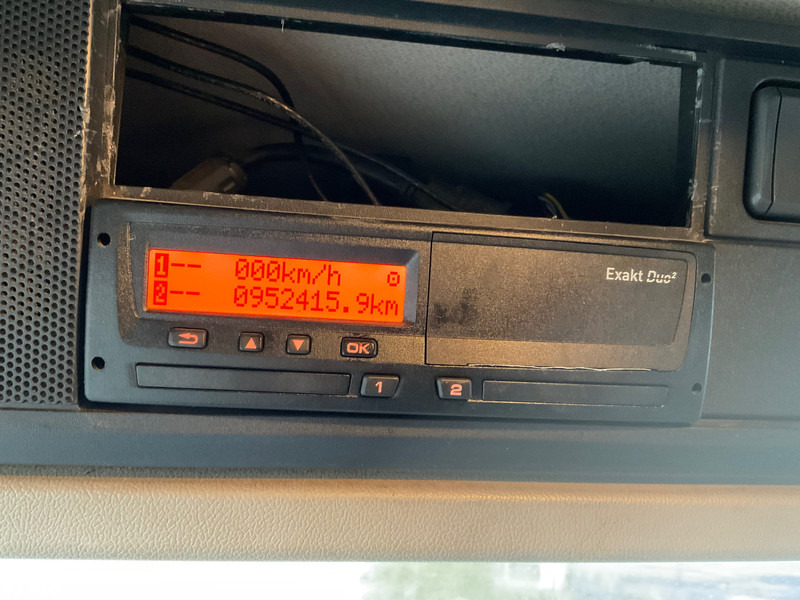 1-- 000km/h
2-- 0952415.9km
Exakt Duo²
OK
1 2